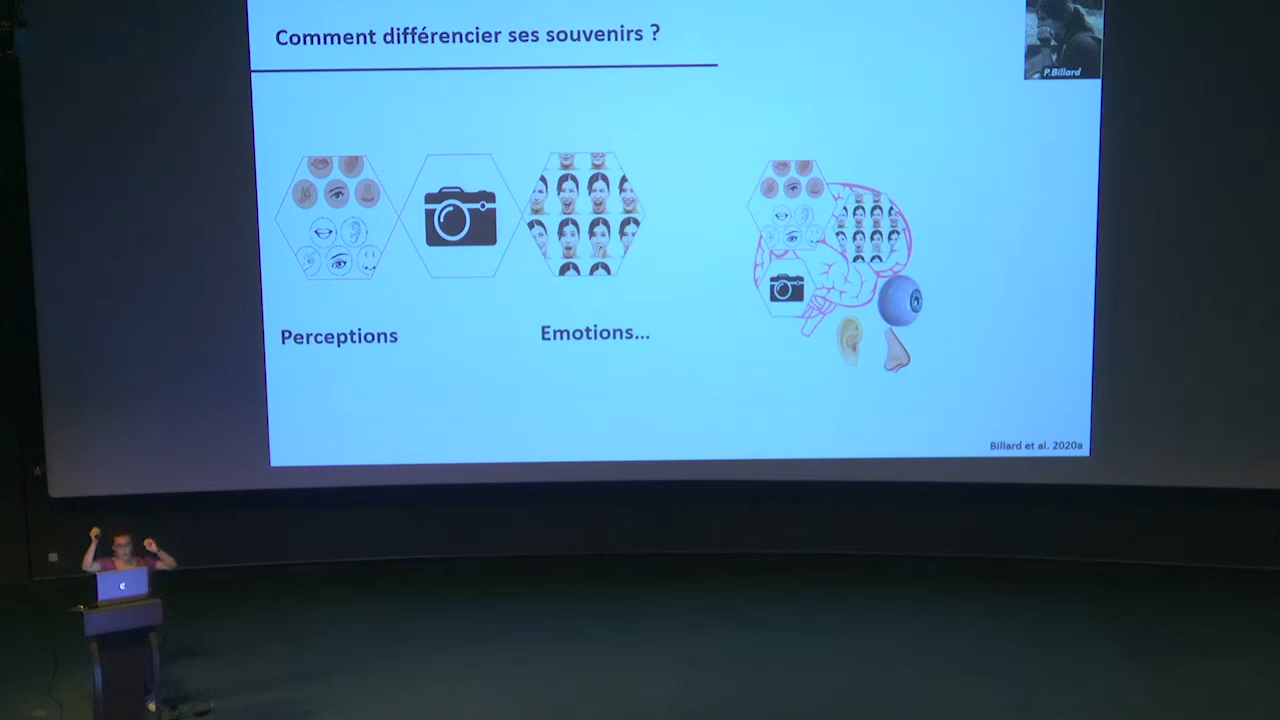 Comment différencier ses souvenirs ?
P.Billard
Perceptions
Emotions...
Billard et al. 2020a